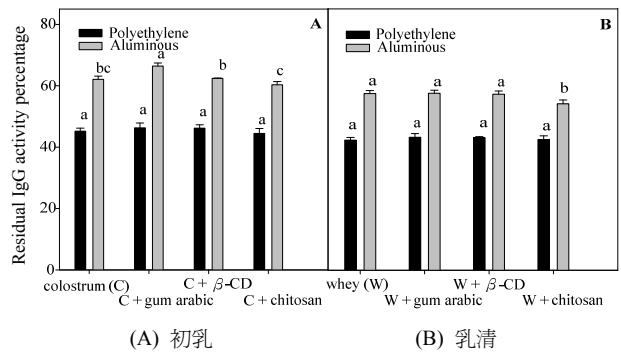 Residual IgG activity percentage
80
60
40
20
0
A
Polyethylene
Aluminous
a bc a a a b a c
colostrum (C) C + β-CD
C + gum arabic C + chitosan
B
Polyethylene
Aluminous
a a a a a a a b
whey (W) W + β-CD
W + gum arabic W + chitosan
(A) 初乳 (B) 乳清